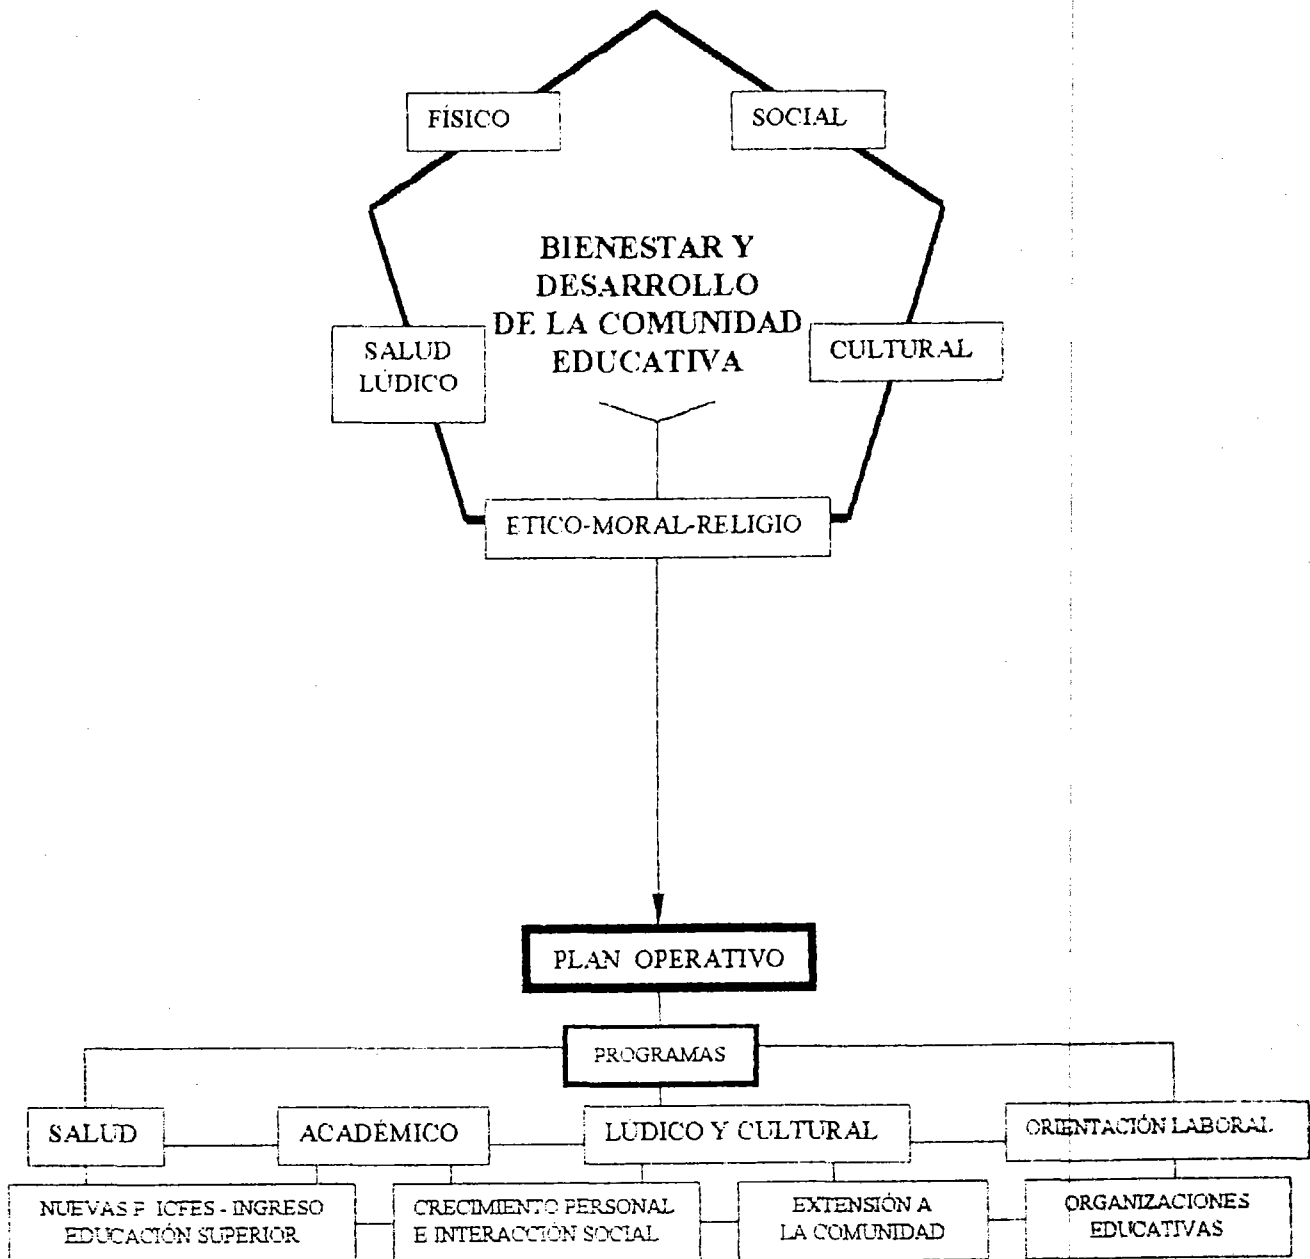 FÍSICO
SOCIAL
BIENESTAR Y
DESARROLLO
DE LA COMUNIDAD
EDUCATIVA
SALUD
LÚDICO
CULTURAL
ETICO-MORAL-RELIGIO
PLAN OPERATIVO
PROGRAMAS
SALUD
ACADÉMICO
LÚDICO Y CULTURAL
ORIENTACIÓN LABORAL
NUEVAS P ICFES - INGRESO
EDUCACIÓN SUPERIOR
CRECIMIENTO PERSONAL
E INTERACCIÓN SOCIAL
EXTENSIÓN A
LA COMUNIDAD
ORGANIZACIONES
EDUCATIVAS